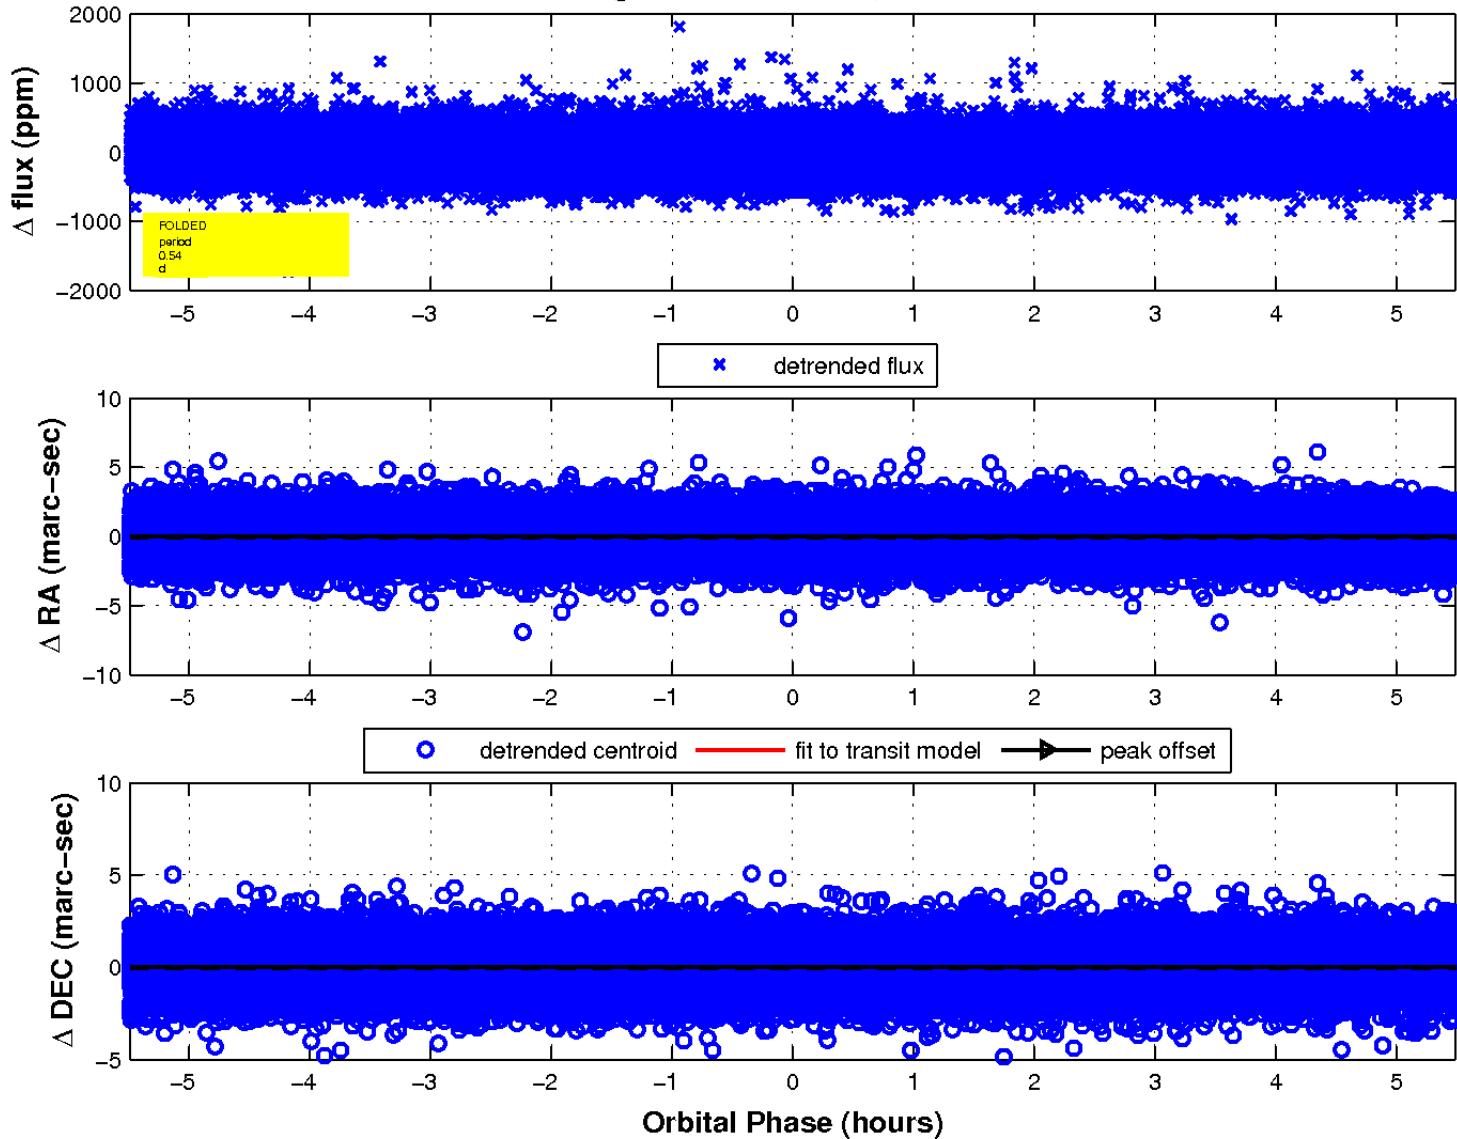 2000
1000
0
−1000
−2000
Δ flux (ppm)
FOLDED
period
0.54
d
−5 −4 −3 −2 −1 0 1 2 3 4 5
detrended flux
10
5
0
−5
−10
Δ RA (marc−sec)
−5 −4 −3 −2 −1 0 1 2 3 4 5
detrended centroid fit to transit model peak offset
10
5
0
−5
Δ DEC (marc−sec)
−5 −4 −3 −2 −1 0 1 2 3 4 5
Orbital Phase (hours)